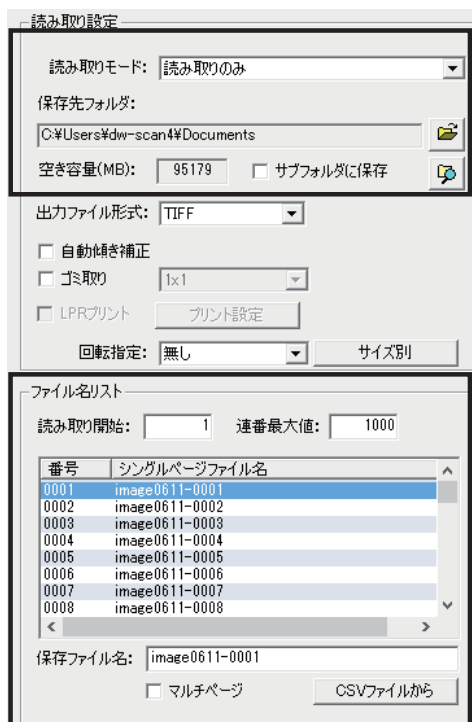 読み取り設定
読み取りモード: 読み取りのみ
保存先フォルダ:
C:¥Users¥dw-scan4¥Documents
空き容量(MB): 95179 サブフォルダに保存
出力ファイル形式: TIFF
自動傾き補正
ゴミ取り 1x1
LPRプリント プリント設定
回転指定: 無し サイズ別
ファイル名リスト
読み取り開始: 1 連番最大値: 1000
番号 シングルページファイル名
0001 image0611-0001
0002 image0611-0002
0003 image0611-0003
0004 image0611-0004
0005 image0611-0005
0006 image0611-0006
0007 image0611-0007
0008 image0611-0008
保存ファイル名: image0611-0001
マルチページ CSVファイルから